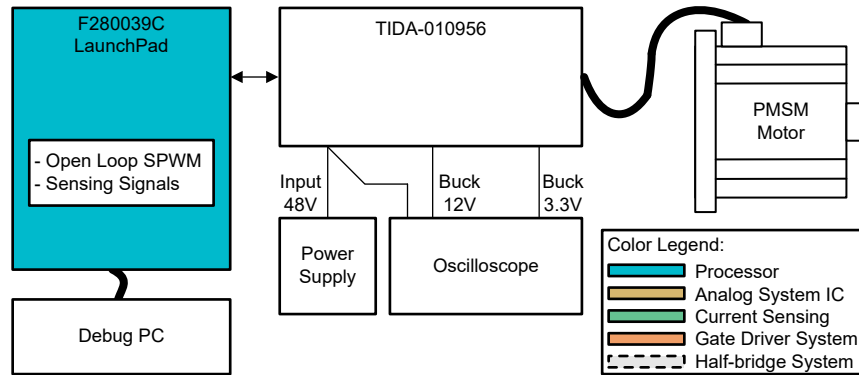 F280039C
LaunchPad
- Open Loop SPWM
- Sensing Signals
Debug PC
TIDA-010956
Input
48V
Buck
12V
Buck
3.3V
Power
Supply
Oscilloscope
PMSM
Motor
Color Legend:
Processor
Analog System IC
Current Sensing
Gate Driver System
Half-bridge System